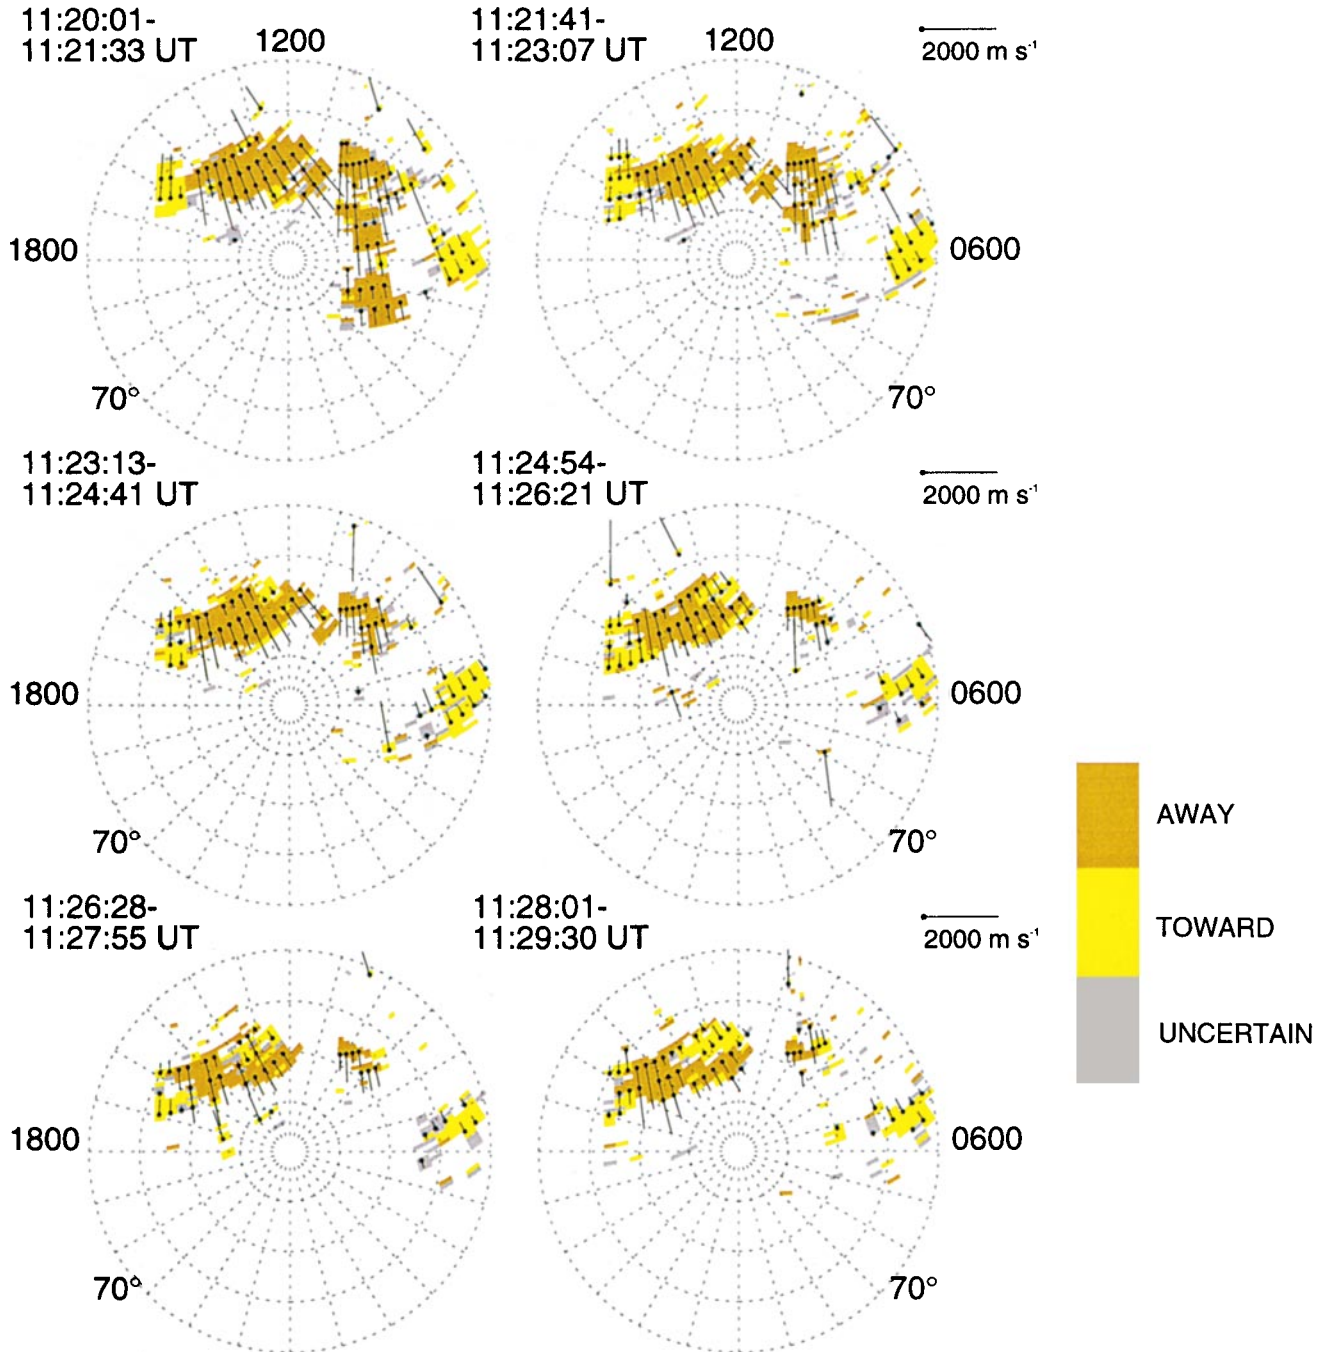 11:20:01-
11:21:33 UT
1200
11:21:41-
11:23:07 UT
1200
2000 m s⁻¹
1800
0600
70°
70°
11:23:13-
11:24:41 UT
11:24:54-
11:26:21 UT
2000 m s⁻¹
1800
0600
70°
70°
11:26:28-
11:27:55 UT
11:28:01-
11:29:30 UT
2000 m s⁻¹
1800
0600
70°
70°
AWAY
TOWARD
UNCERTAIN